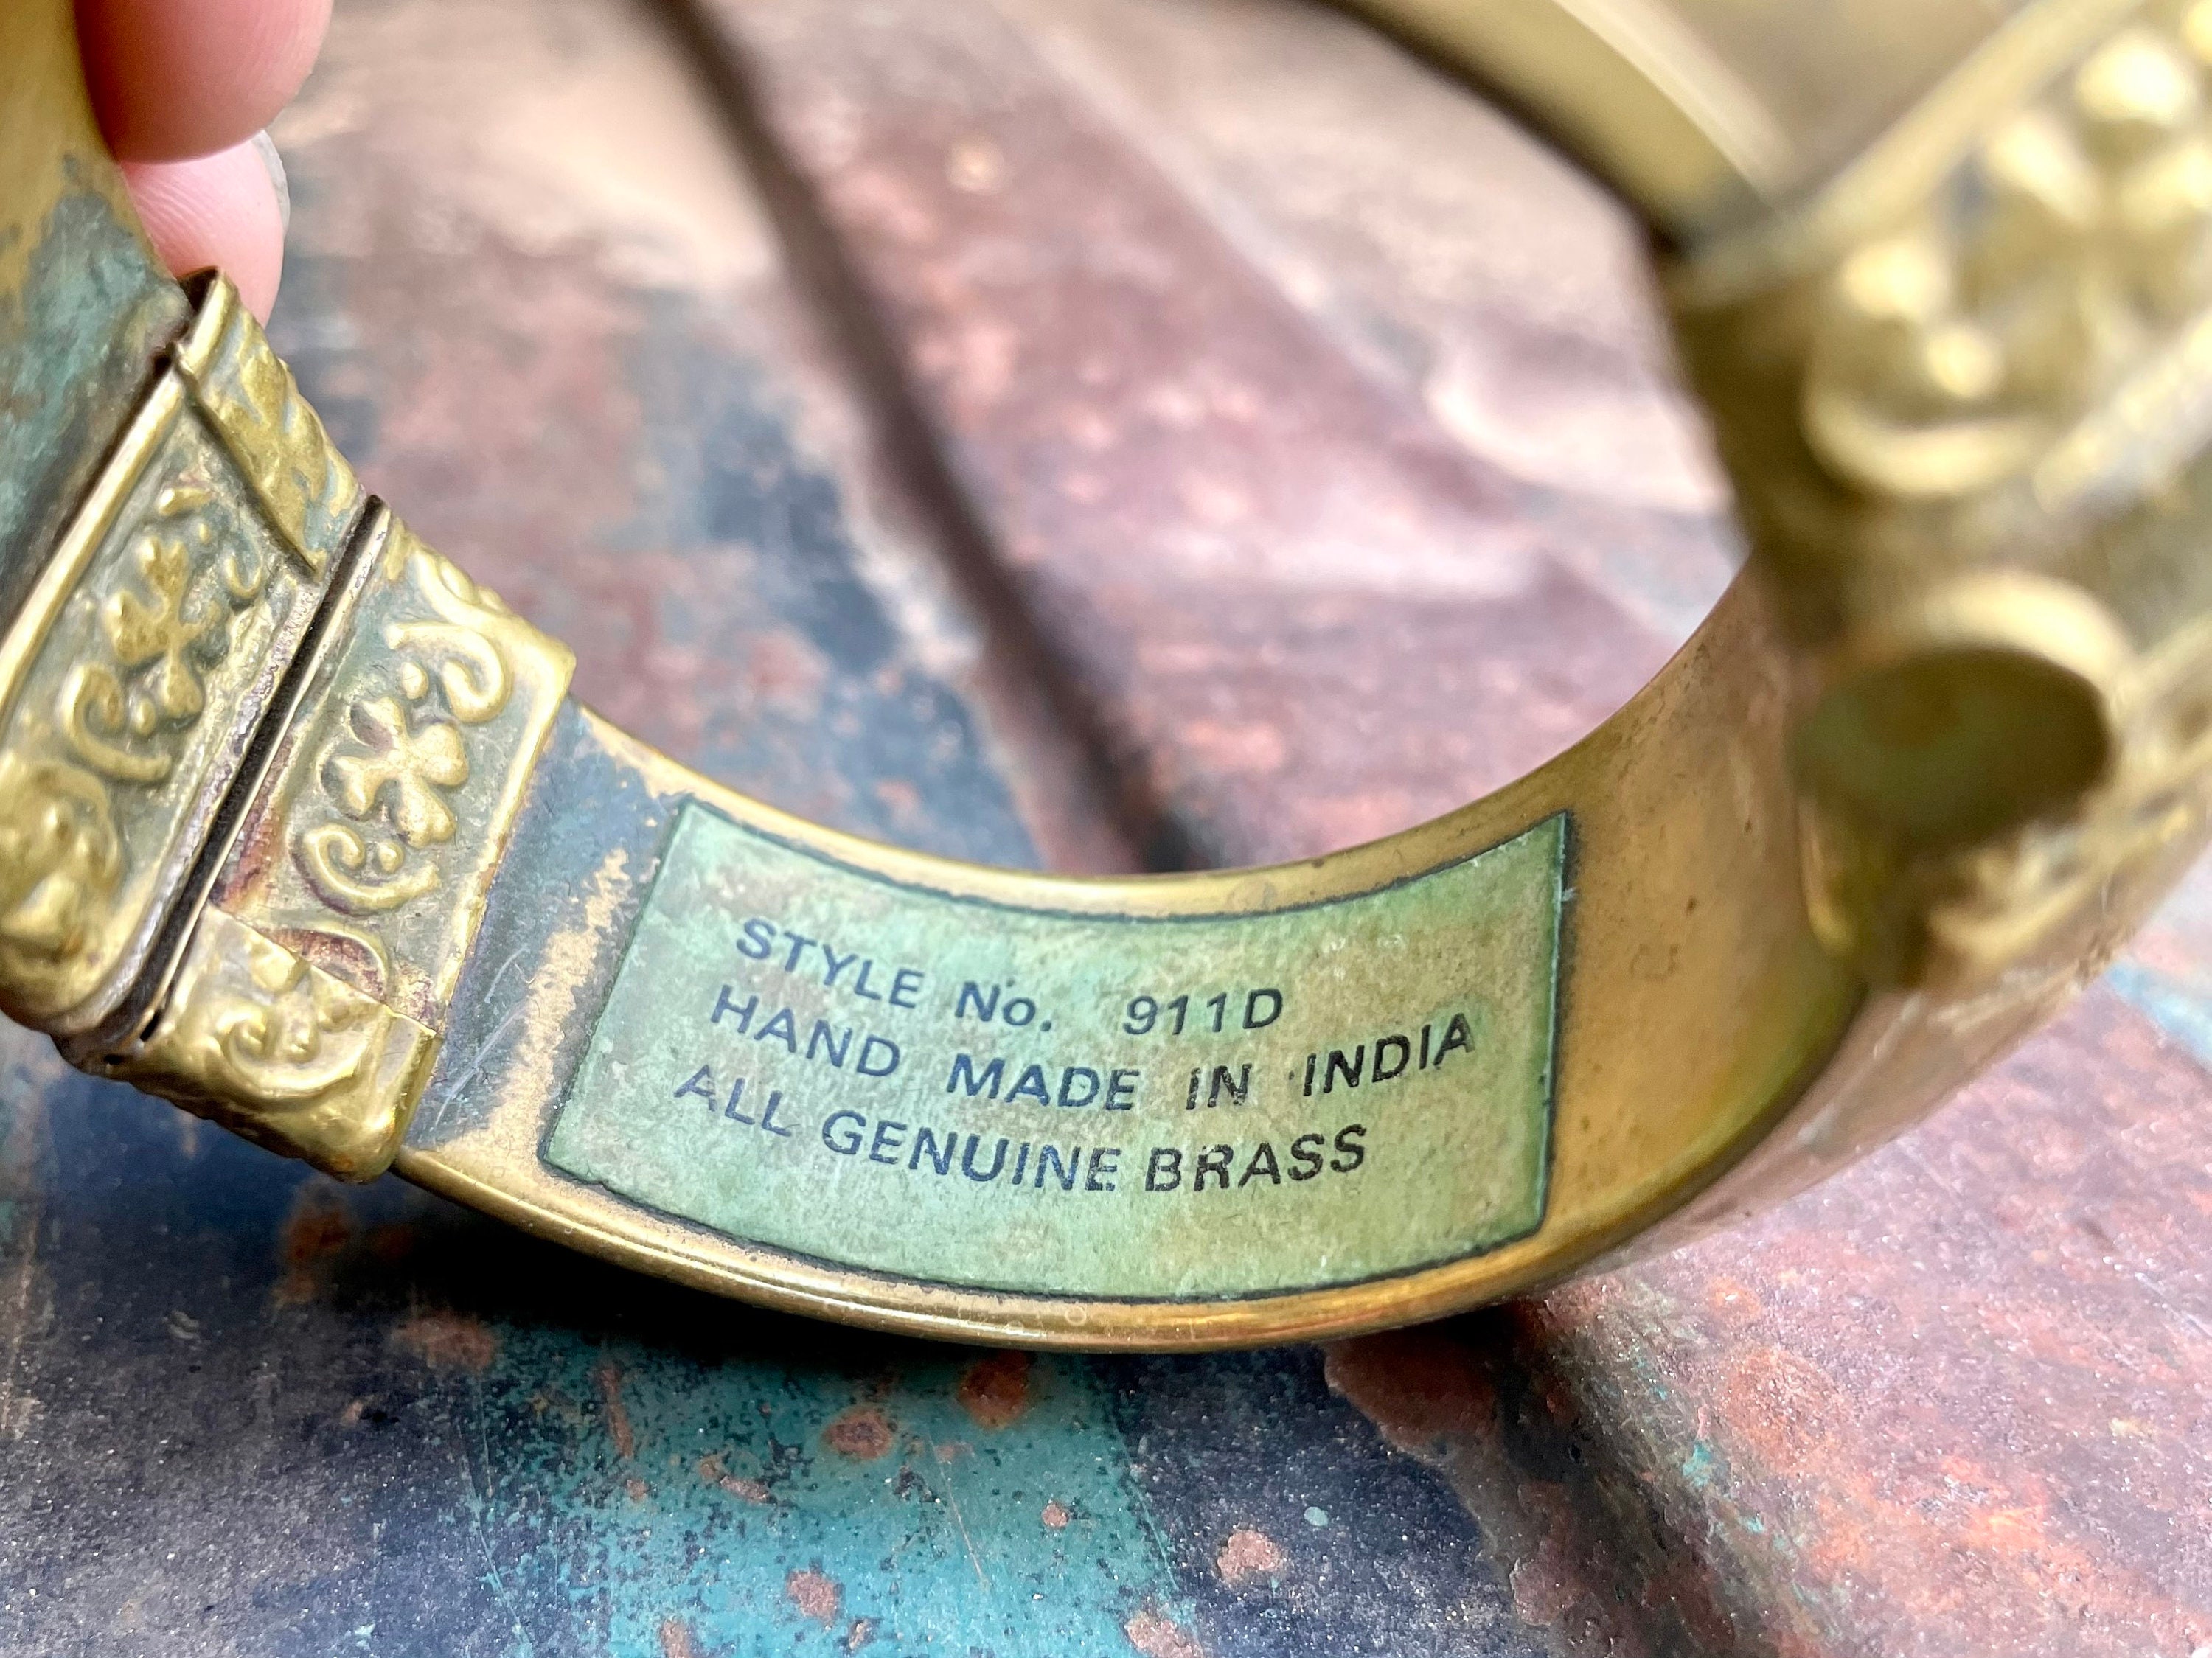 STYLE No. 911D
HAND MADE IN INDIA
ALL GENUINE BRASS